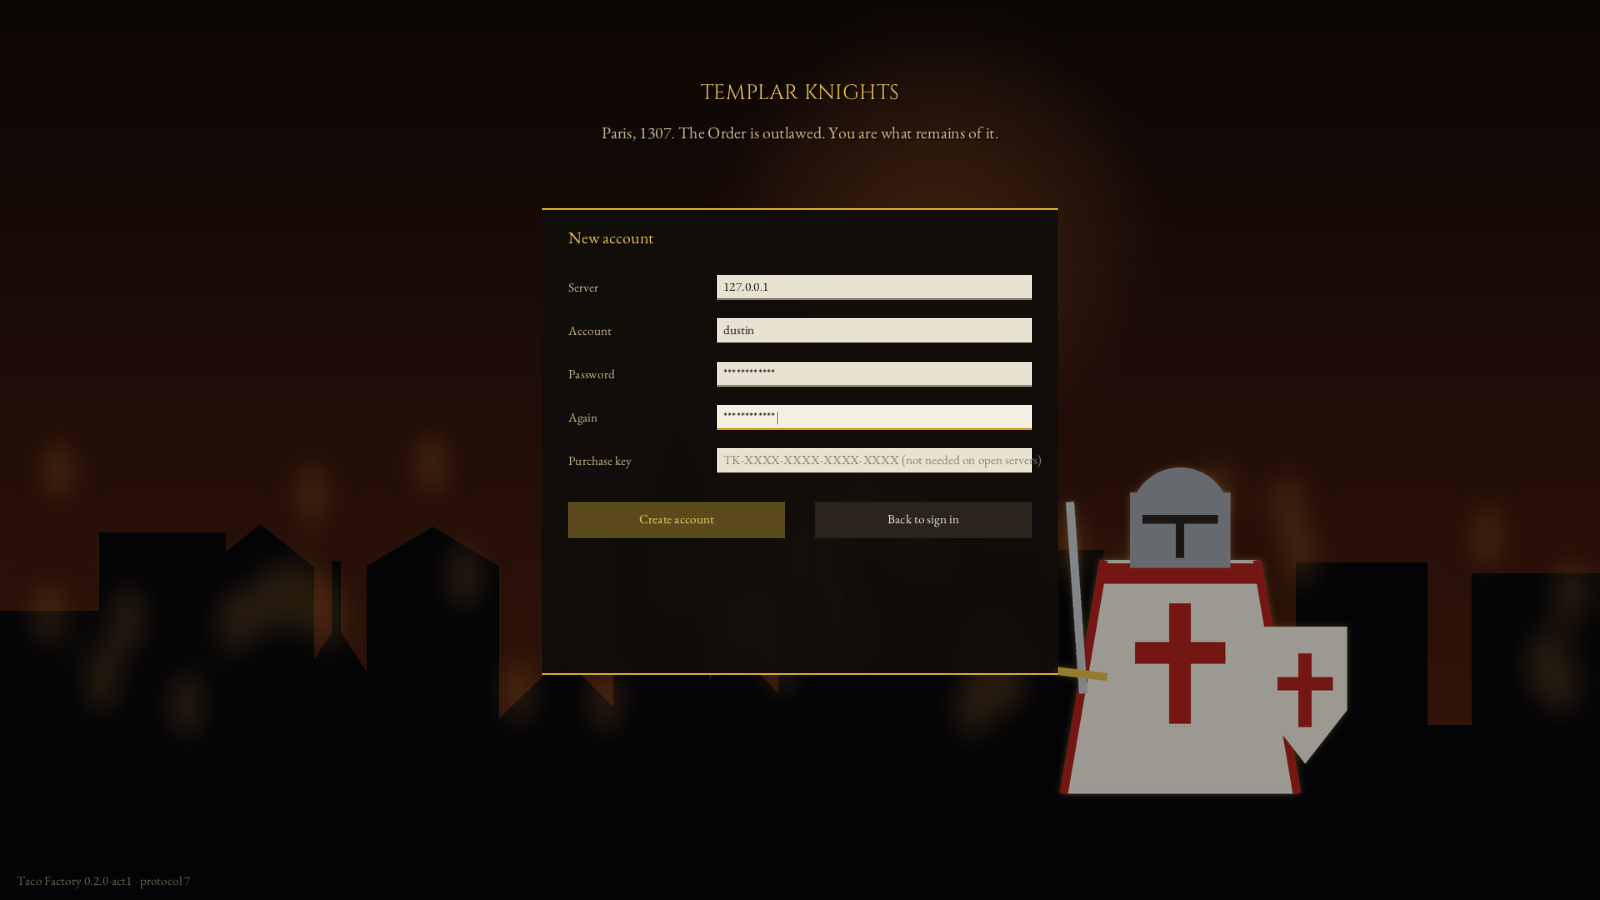 TEMPLAR KNIGHTS
Paris, 1307. The Order is outlawed. You are what remains of it.
New account
Server 127.0.0.1
Account dustin
Password ************
Again ************
Purchase key TK-XXXX-XXXX-XXXX-XXXX (not needed on open servers)
Create account Back to sign in
Taco Factory 0.2.0-act1 · protocol 7